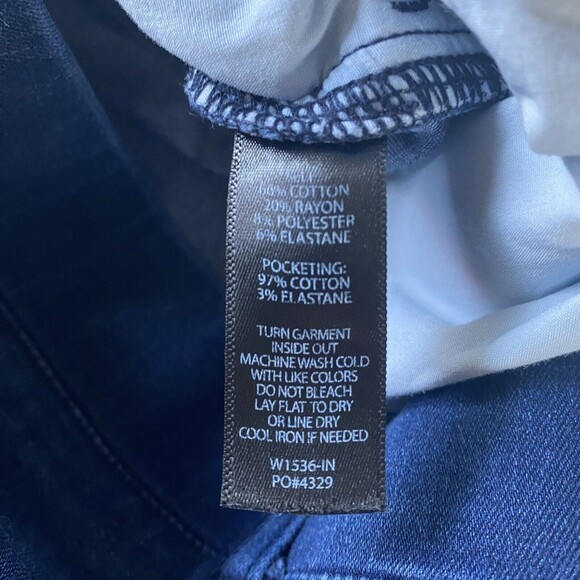 66% COTTON
20% RAYON
8% POLYESTER
6% ELASTANE
POCKETING:
97% COTTON
3% ELASTANE
TURN GARMENT
INSIDE OUT
MACHINE WASH COLD
WITH LIKE COLORS
DO NOT BLEACH
LAY FLAT TO DRY
OR LINE DRY
COOL IRON IF NEEDED
W1536-IN
PO#4329